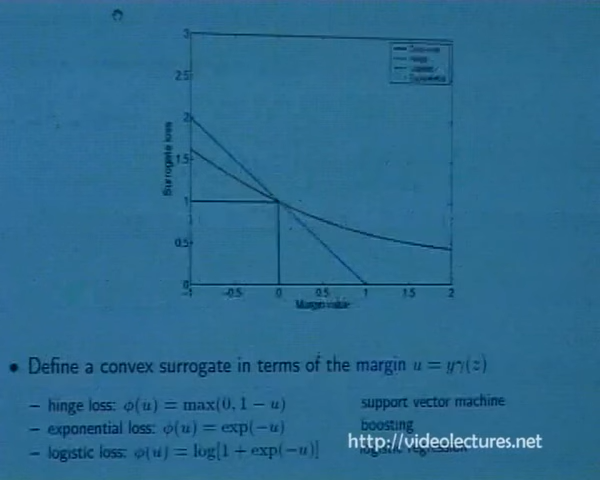 3
2.5
2
1.5
1
0.5
0
-1 -0.5 0 0.5 1 1.5 2
Surrogate loss
Margin value
• Define a convex surrogate in terms of the margin u = yγ(z)
– hinge loss: ϕ(u) = max(0, 1 − u) support vector machine
– exponential loss: ϕ(u) = exp(−u) boosting
– logistic loss: ϕ(u) = log[1 + exp(−u)] logistic regression
http://videolectures.net